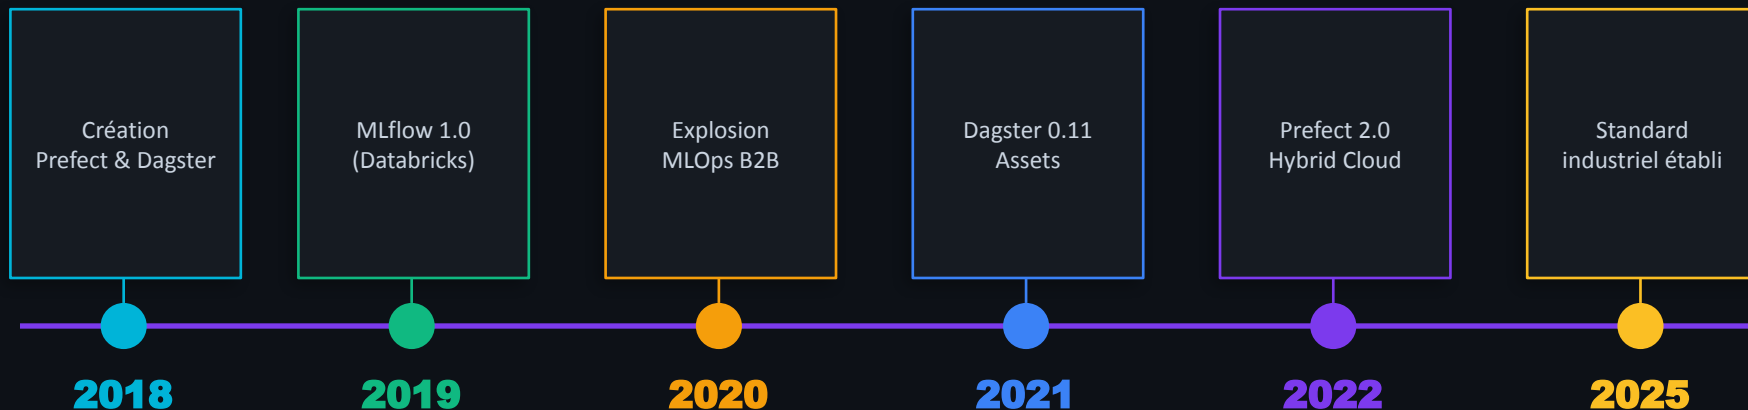 Création
Prefect & Dagster
MLflow 1.0
(Databricks)
Explosion
MLOps B2B
Dagster 0.11
Assets
Prefect 2.0
Hybrid Cloud
Standard
industriel établi
2018
2019
2020
2021
2022
2025